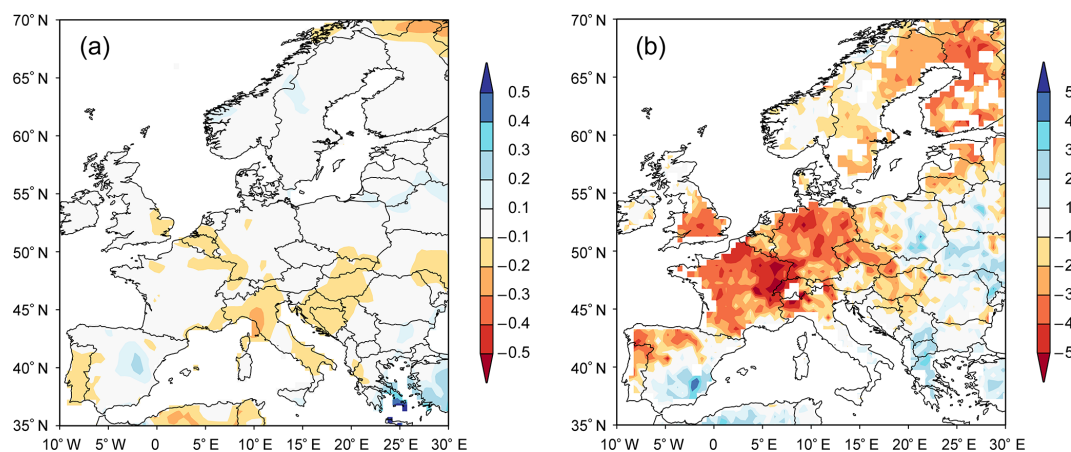 (a)
70° N
65° N
60° N
55° N
50° N
45° N
40° N
35° N
10° W
5° W
0
5° E
10° E
15° E
20° E
25° E
30° E
0.5
0.4
0.3
0.2
0.1
−0.1
−0.2
−0.3
−0.4
−0.5
(b)
70° N
65° N
60° N
55° N
50° N
45° N
40° N
35° N
10° W
5° W
0
5° E
10° E
15° E
20° E
25° E
30° E
5
4
3
2
1
−1
−2
−3
−4
−5